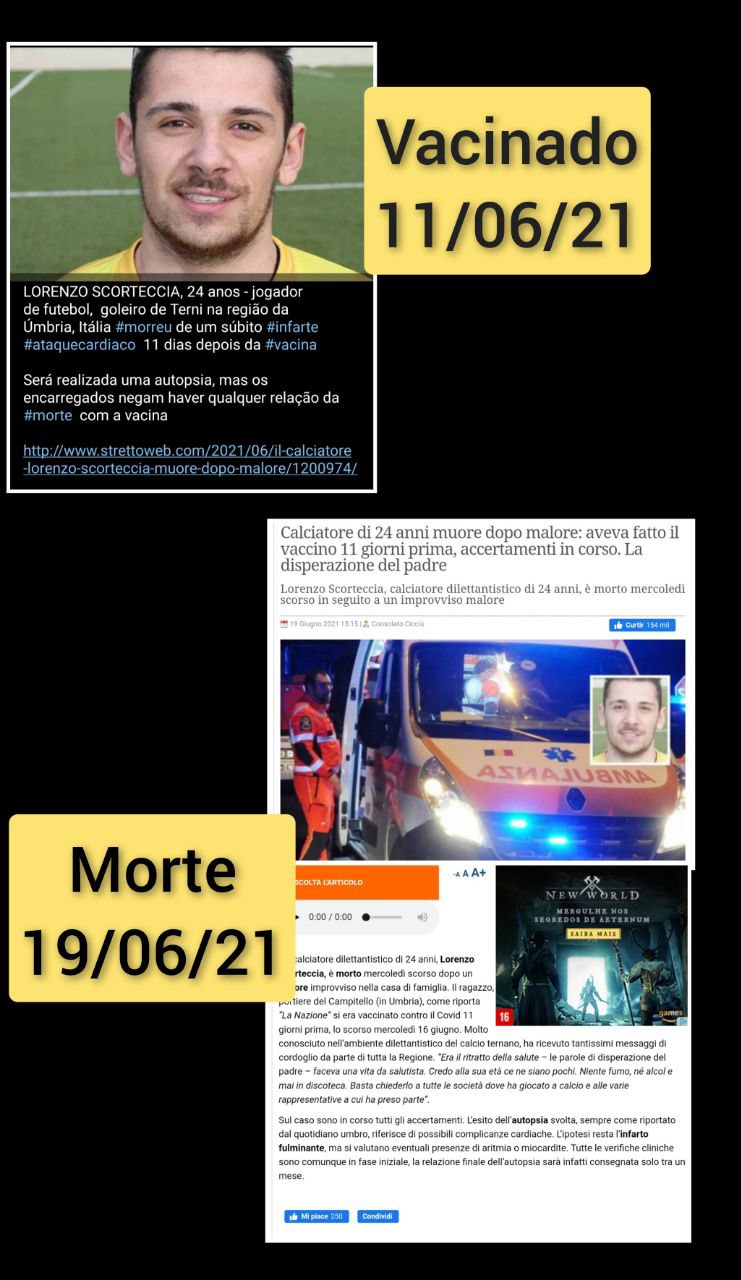 Vacinado
11/06/21
LORENZO SCORTECCIA, 24 anos - jogador
de futebol, goleiro de Terni na região da
Úmbria, Itália #morreu de um súbito #infarte
#ataquecardiaco 11 dias depois da #vacina
Será realizada uma autopsia, mas os
encarregados negam haver qualquer relação da
#morte com a vacina
http://www.strettoweb.com/2021/06/il-calciatore
-lorenzo-scorteccia-muore-dopo-malore/1200974/
Calciatore di 24 anni muore dopo malore: aveva fatto il
vaccino 11 giorni prima, accertamenti in corso. La
disperazione del padre
Lorenzo Scorteccia, calciatore dilettantistico di 24 anni, è morto mercoledì
scorso in seguito a un improvviso malore
19 Giugno 2021 15:15 | Consolato Cicciù
Curtir 154 mil
AMBULANZA
Morte
19/06/21
SCOLTA L'ARTICOLO
-A A A+
0:00 / 0:00
NEW WORLD
MERGULHE NOS
SEGREDOS DE AETERNUM
SAIBA MAIS
16
games
calciatore dilettantistico di 24 anni, Lorenzo
rteccia, è morto mercoledì scorso dopo un
ore improvviso nella casa di famiglia. Il ragazzo,
portiere del Campitello (in Umbria), come riporta
"La Nazione" si era vaccinato contro il Covid 11
giorni prima, lo scorso mercoledì 16 giugno. Molto
conosciuto nell'ambiente dilettantistico del calcio ternano, ha ricevuto tantissimi messaggi di
cordoglio da parte di tutta la Regione. "Era il ritratto della salute – le parole di disperazione del
padre – faceva una vita da salutista. Credo alla sua età ce ne siano pochi. Niente fumo, né alcol e
mai in discoteca. Basta chiederlo a tutte le società dove ha giocato a calcio e alle varie
rappresentative a cui ha preso parte".
Sul caso sono in corso tutti gli accertamenti. L'esito dell'autopsia svolta, sempre come riportato
dal quotidiano umbro, riferisce di possibili complicanze cardiache. L'ipotesi resta l'infarto
fulminante, ma si valutano eventuali presenze di aritmia o miocardite. Tutte le verifiche cliniche
sono comunque in fase iniziale, la relazione finale dell'autopsia sarà infatti consegnata solo tra un
mese.
Mi piace 250
Condividi